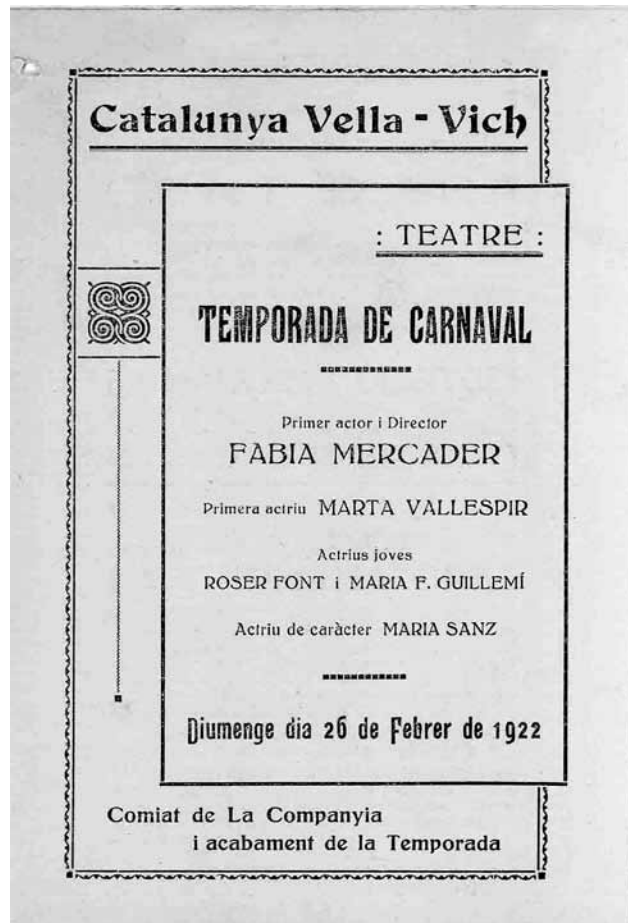 Catalunya Vella - Vich
: TEATRE :
TEMPORADA DE CARNAVAL
Primer actor i Director
FABIA MERCADER
Primera actriu MARTA VALLESPIR
Actrius joves
ROSER FONT i MARIA F. GUILLEMÍ
Actriu de caràcter MARIA SANZ
Diumenge dia 26 de Febrer de 1922
Comiat de La Companyia
i acabament de la Temporada